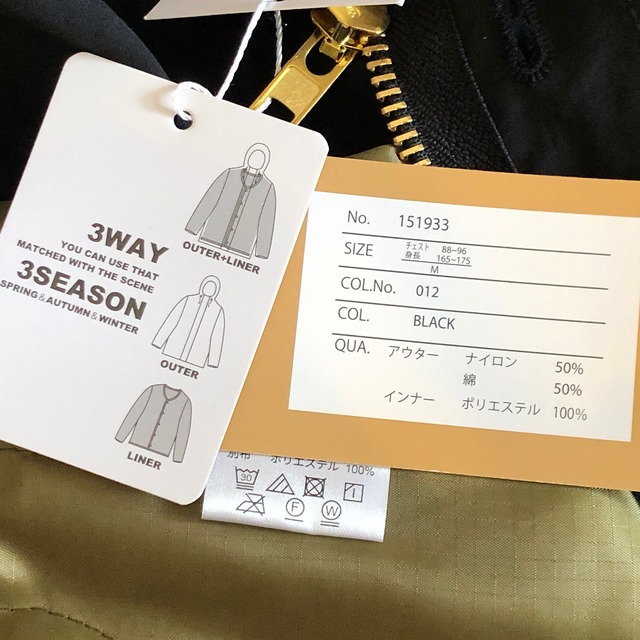 3WAY
YOU CAN USE THAT
MATCHED WITH THE SCENE
3SEASON
SPRING&AUTUMN&WINTER
OUTER+LINER
OUTER
LINER
No. 151933
SIZE チェスト 88~96
身長 165~175
M
COL.No. 012
COL. BLACK
QUA. アウター ナイロン 50%
綿 50%
インナー ポリエステル 100%
別布 ポリエステル 100%
30
F
W